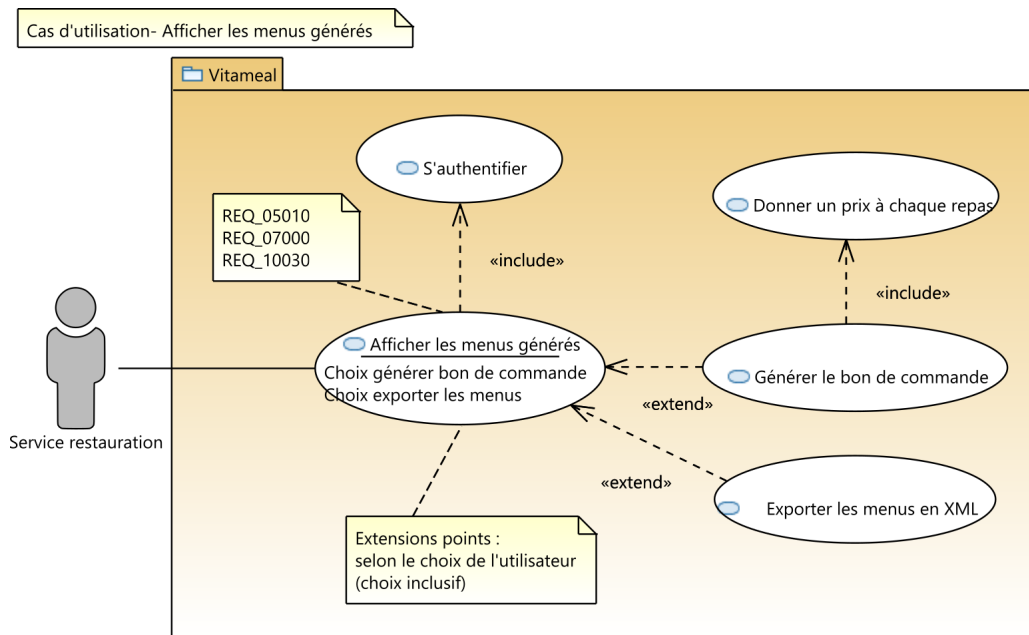 Cas d'utilisation- Afficher les menus générés
Vitameal
S'authentifier
Donner un prix à chaque repas
REQ_05010
REQ_07000
REQ_10030
«include»
«include»
Afficher les menus générés
Choix générer bon de commande
Choix exporter les menus
Générer le bon de commande
«extend»
Service restauration
«extend»
Exporter les menus en XML
Extensions points :
selon le choix de l'utilisateur
(choix inclusif)